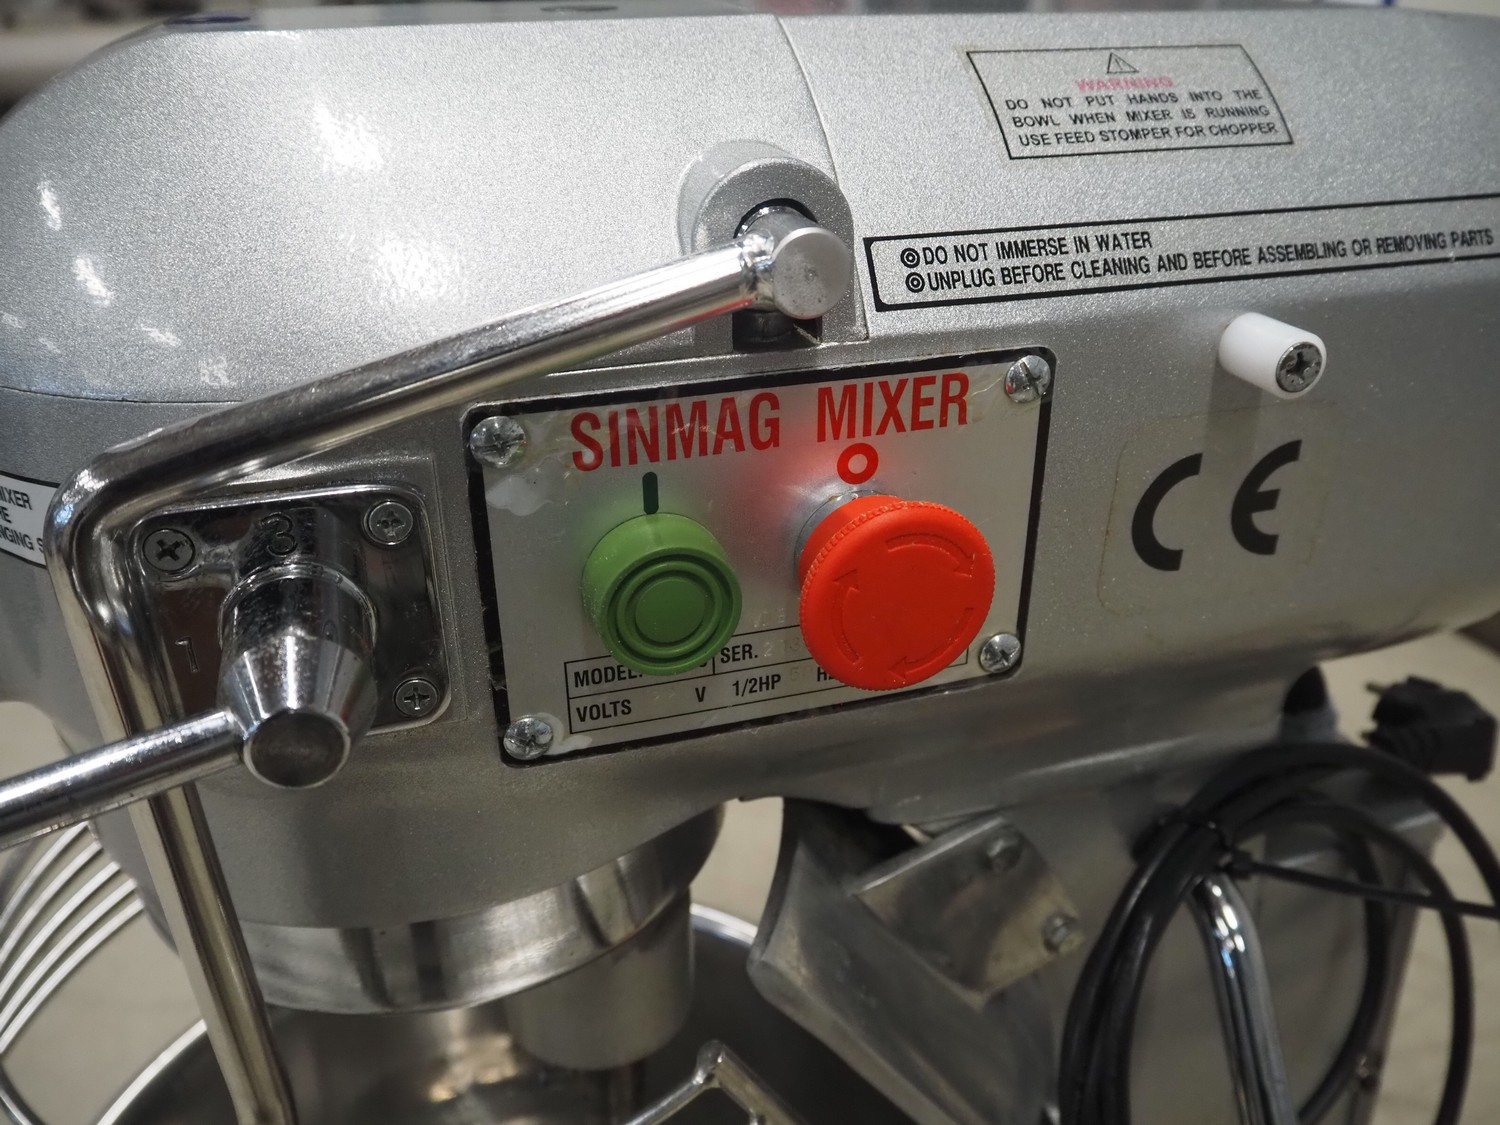 WARNING
DO NOT PUT HANDS INTO THE
BOWL WHEN MIXER IS RUNNING
USE FEED STOMPER FOR CHOPPER
DO NOT IMMERSE IN WATER
UNPLUG BEFORE CLEANING AND BEFORE ASSEMBLING OR REMOVING PARTS
SINMAG MIXER
CE
MIXER
3
1
MODEL.
SER.
VOLTS V 1/2HP